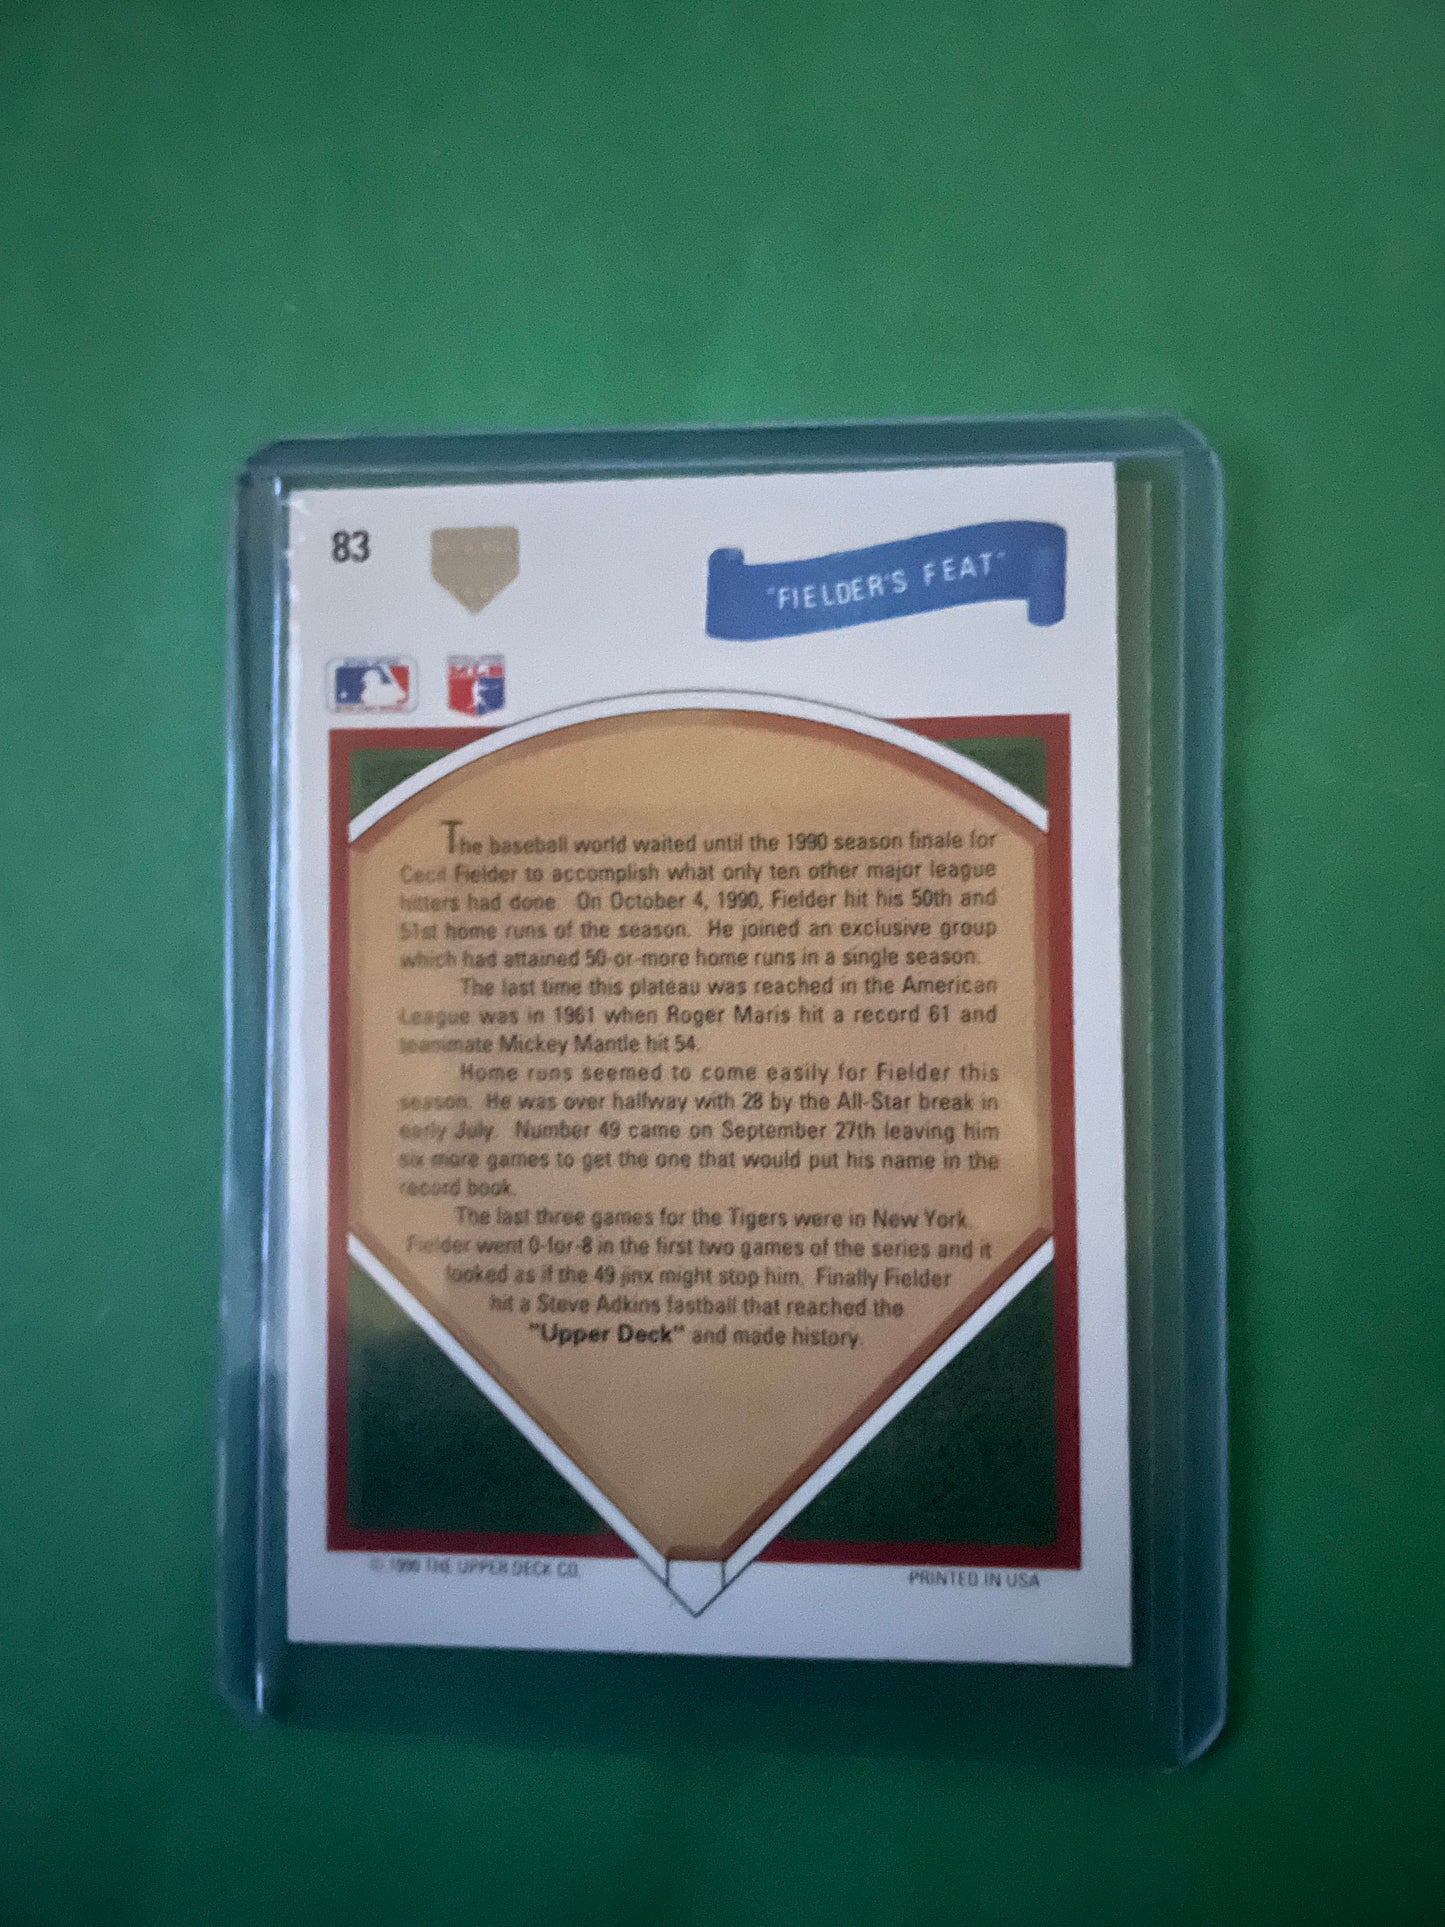 83
"FIELDER'S FEAT"
The baseball world waited until the 1990 season finale for
Cecil Fielder to accomplish what only ten other major league
hitters had done. On October 4, 1990, Fielder hit his 50th and
51st home runs of the season. He joined an exclusive group
which had attained 50-or-more home runs in a single season.
The last time this plateau was reached in the American
League was in 1961 when Roger Maris hit a record 61 and
teammate Mickey Mantle hit 54.
Home runs seemed to come easily for Fielder this
season. He was over halfway with 28 by the All-Star break in
early July. Number 49 came on September 27th leaving him
six more games to get the one that would put his name in the
record book.
The last three games for the Tigers were in New York.
Fielder went 0-for-8 in the first two games of the series and it
looked as if the 49 jinx might stop him. Finally Fielder
hit a Steve Adkins fastball that reached the
"Upper Deck" and made history.
© 1990 THE UPPER DECK CO.
PRINTED IN USA